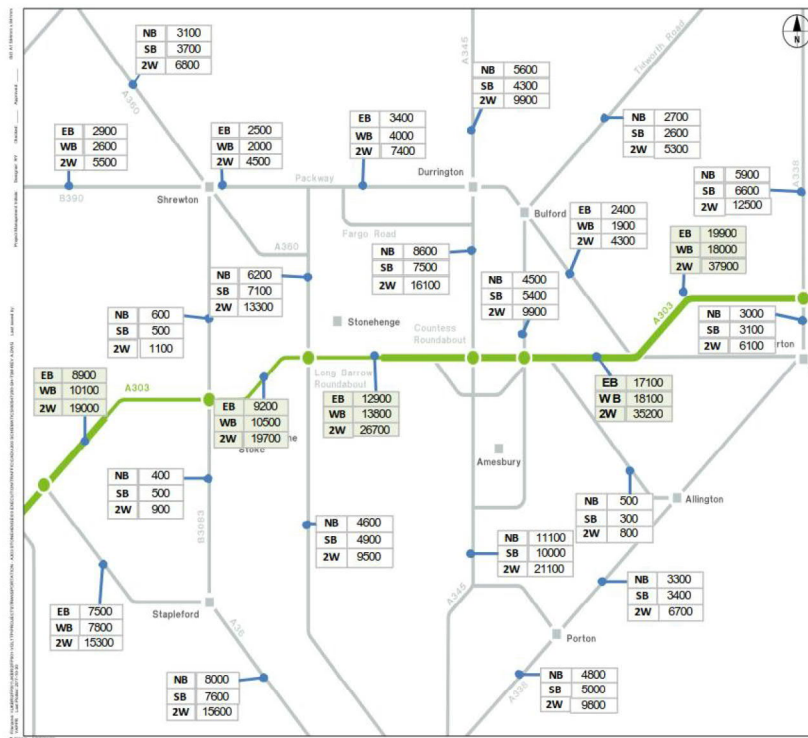 NB 3100
SB 3700
2W 6800
A360
A345
Tidworth Road
N
NB 5600
SB 4300
2W 9900
NB 2700
SB 2600
2W 5300
EB 2900
WB 2600
2W 5500
EB 2500
WB 2000
2W 4500
EB 3400
WB 4000
2W 7400
NB 5900
SB 6600
2W 12500
A338
B390
Shrewton
Packway
Durrington
Bulford
Fargo Road
A360
EB 2400
WB 1900
2W 4300
EB 19900
WB 18000
2W 37900
NB 8600
SB 7500
2W 16100
NB 6200
SB 7100
2W 13300
NB 4500
SB 5400
2W 9900
NB 600
SB 500
2W 1100
Stonehenge
Countess
Roundabout
A303
NB 3000
SB 3100
2W 6100
rton
EB 8900
WB 10100
2W 19000
A303
Long Barrow
Roundabout
EB 9200
WB 10500
2W 19700
ne
Stoke
EB 12900
WB 13800
2W 26700
EB 17100
WB 18100
2W 35200
Amesbury
NB 400
SB 500
2W 900
B3083
NB 500
SB 300
2W 800
Allington
NB 4600
SB 4900
2W 9500
NB 11100
SB 10000
2W 21100
NB 3300
SB 3400
2W 6700
EB 7500
WB 7800
2W 15300
Stapleford
A36
A345
Porton
NB 8000
SB 7600
2W 15600
A338
NB 4800
SB 5000
2W 9800